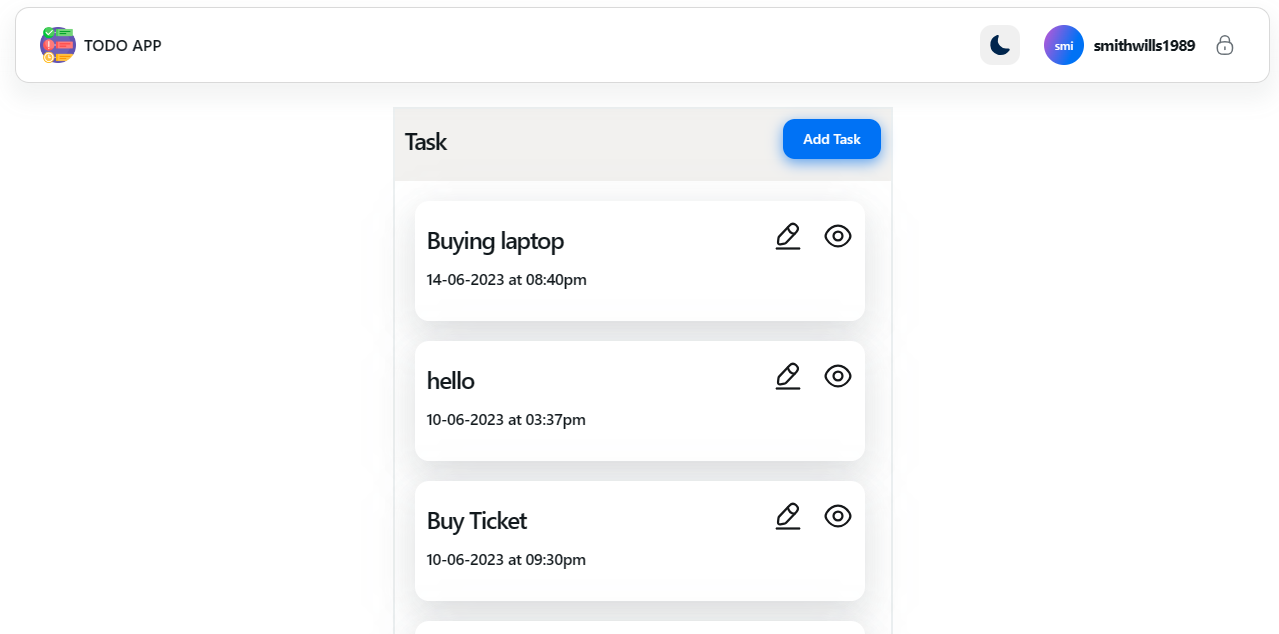 TODO APP
smi
smithwills1989
Task
Add Task
Buying laptop
14-06-2023 at 08:40pm
hello
10-06-2023 at 03:37pm
Buy Ticket
10-06-2023 at 09:30pm